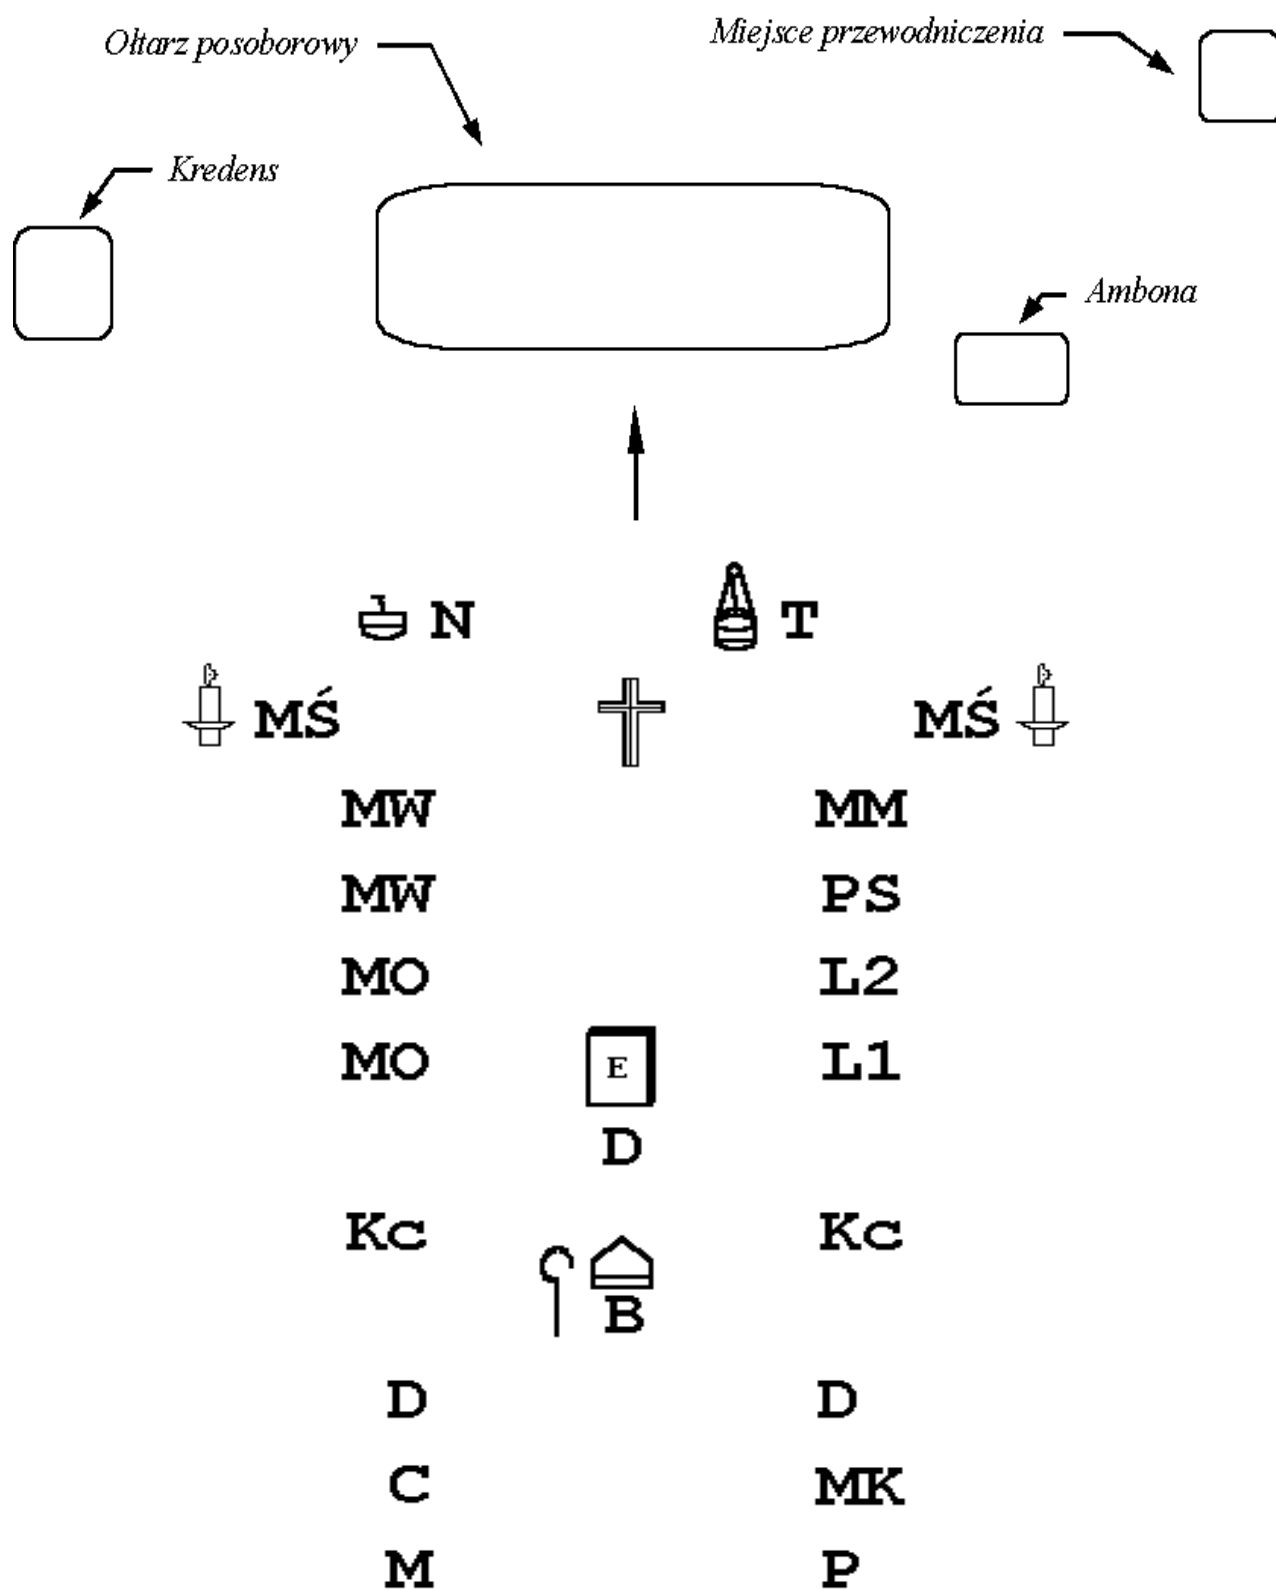 Ołtarz posoborowy
Miejsce przewodniczenia
Kredens
Ambona
N T
MŚ MŚ
MW MM
MW PS
MO L2
MO E L1
D
Kc Kc
B
D D
C MK
M P